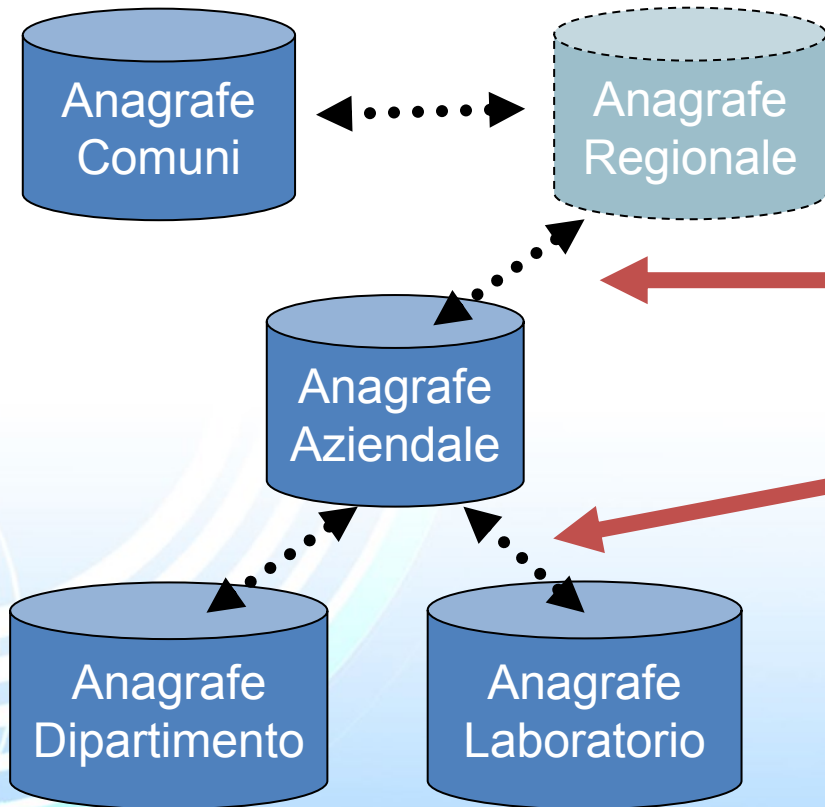 Anagrafe
Comuni
Anagrafe
Regionale
Anagrafe
Aziendale
Anagrafe
Dipartimento
Anagrafe
Laboratorio